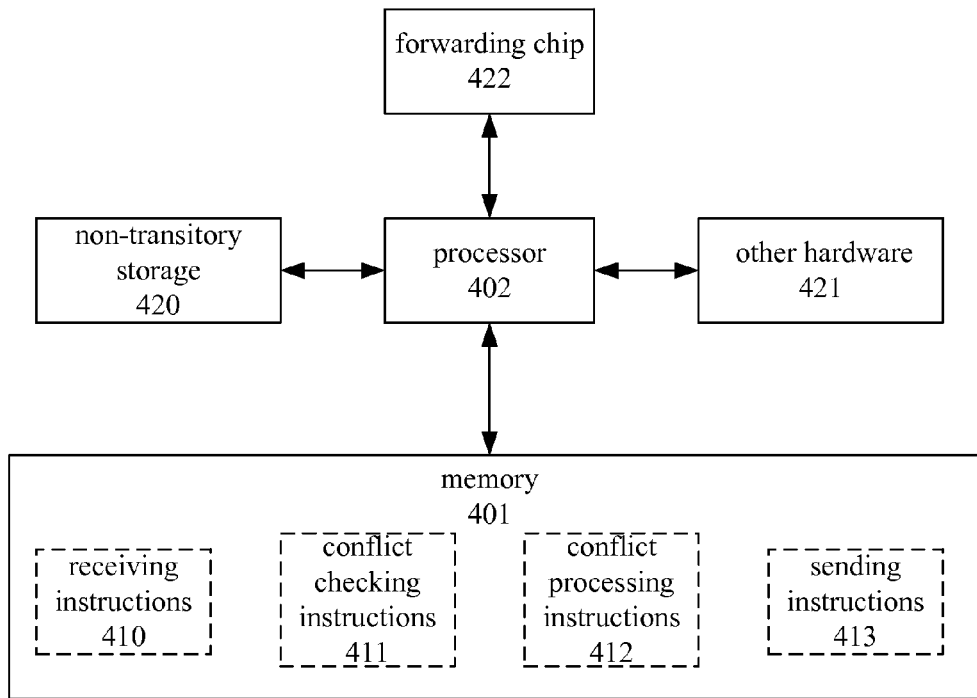 forwarding chip
422
non-transitory
storage
420
processor
402
other hardware
421
memory
401
receiving
instructions
410
conflict
checking
instructions
411
conflict
processing
instructions
412
sending
instructions
413